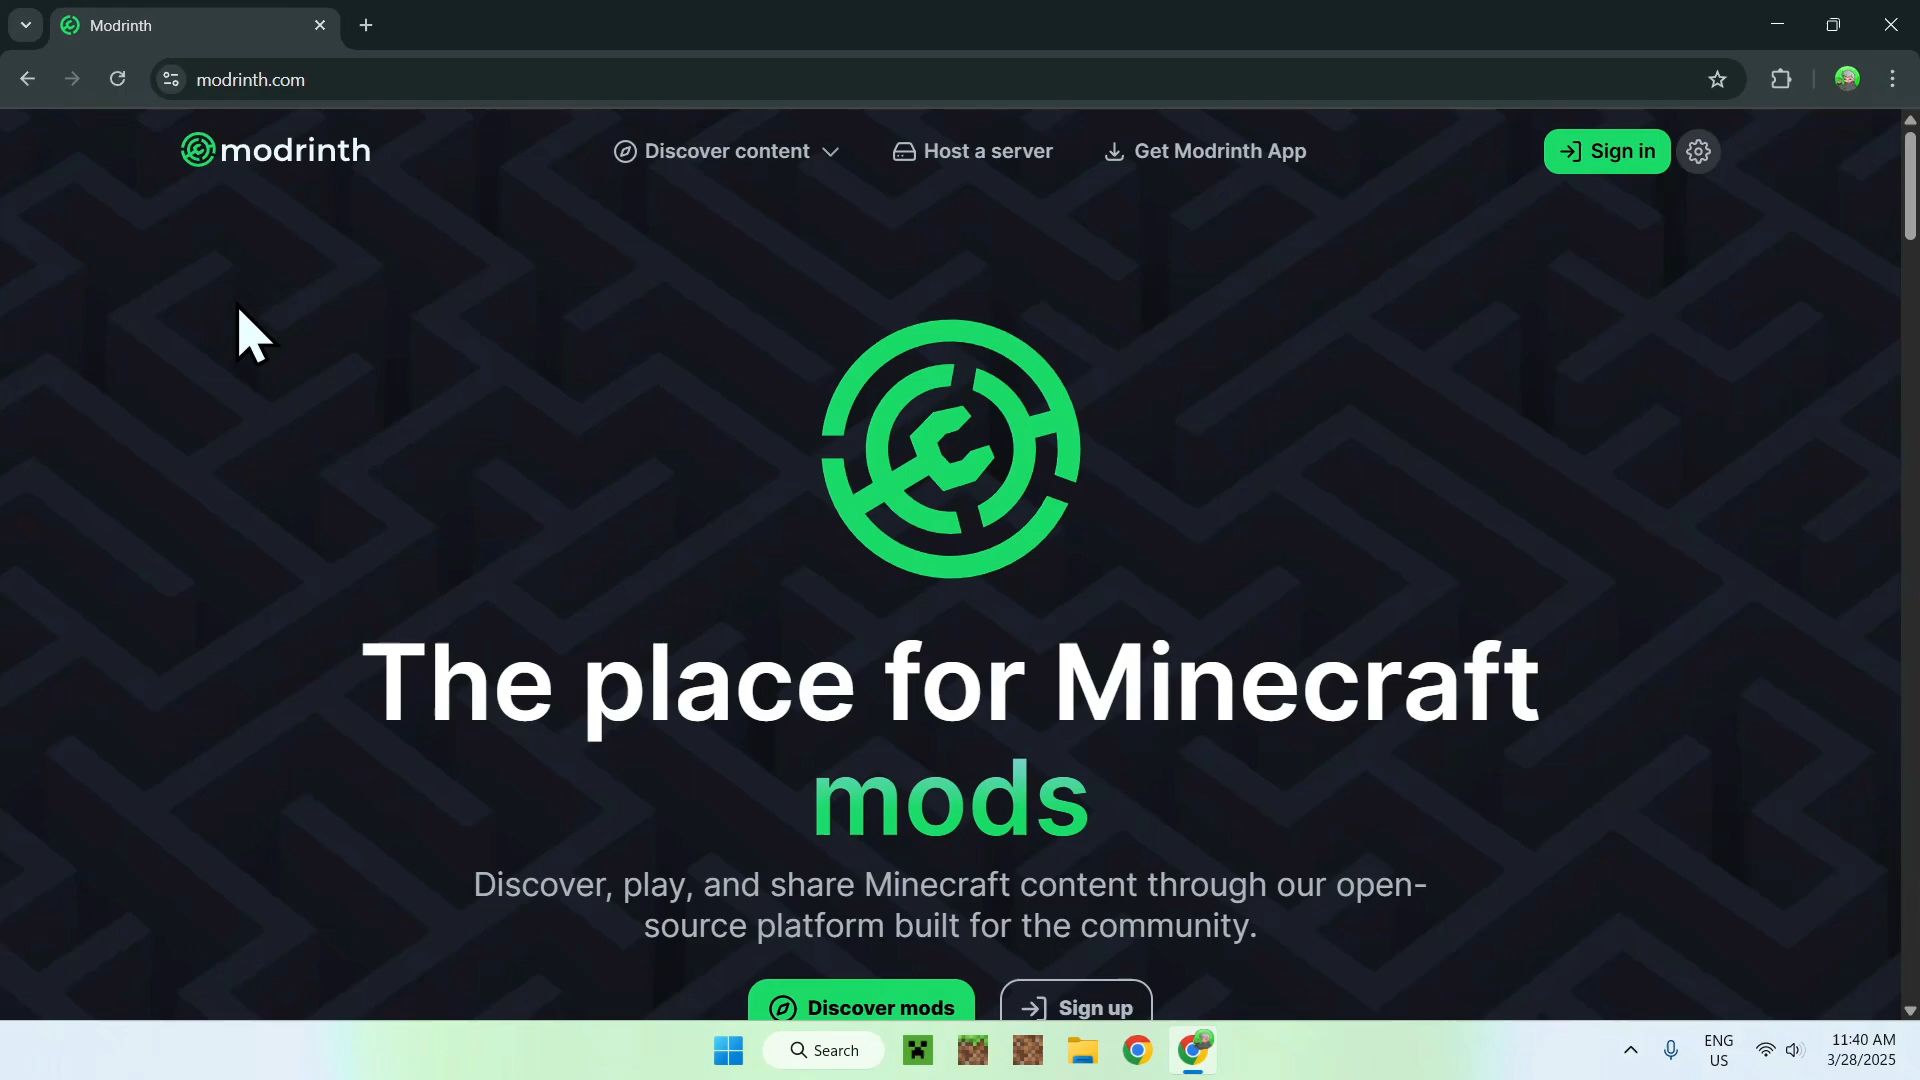 Modrinth
modrinth.com
modrinth
Discover content
Host a server
Get Modrinth App
Sign in
The place for Minecraft
mods
Discover, play, and share Minecraft content through our open-
source platform built for the community.
Discover mods
Sign up
Search
ENG
US
11:40 AM
3/28/2025